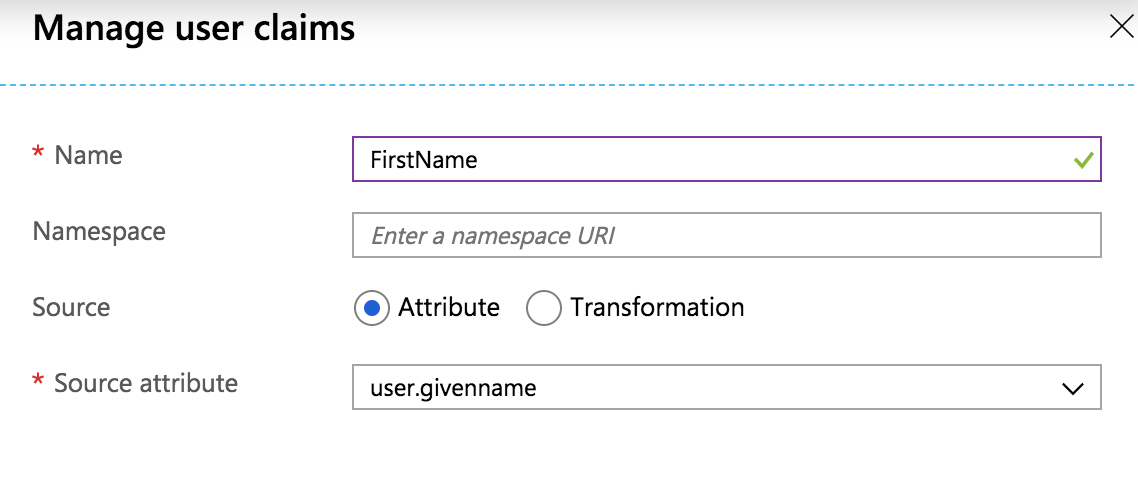 Manage user claims
* Name
FirstName
Namespace
Enter a namespace URI
Source
Attribute
Transformation
* Source attribute
user.givenname